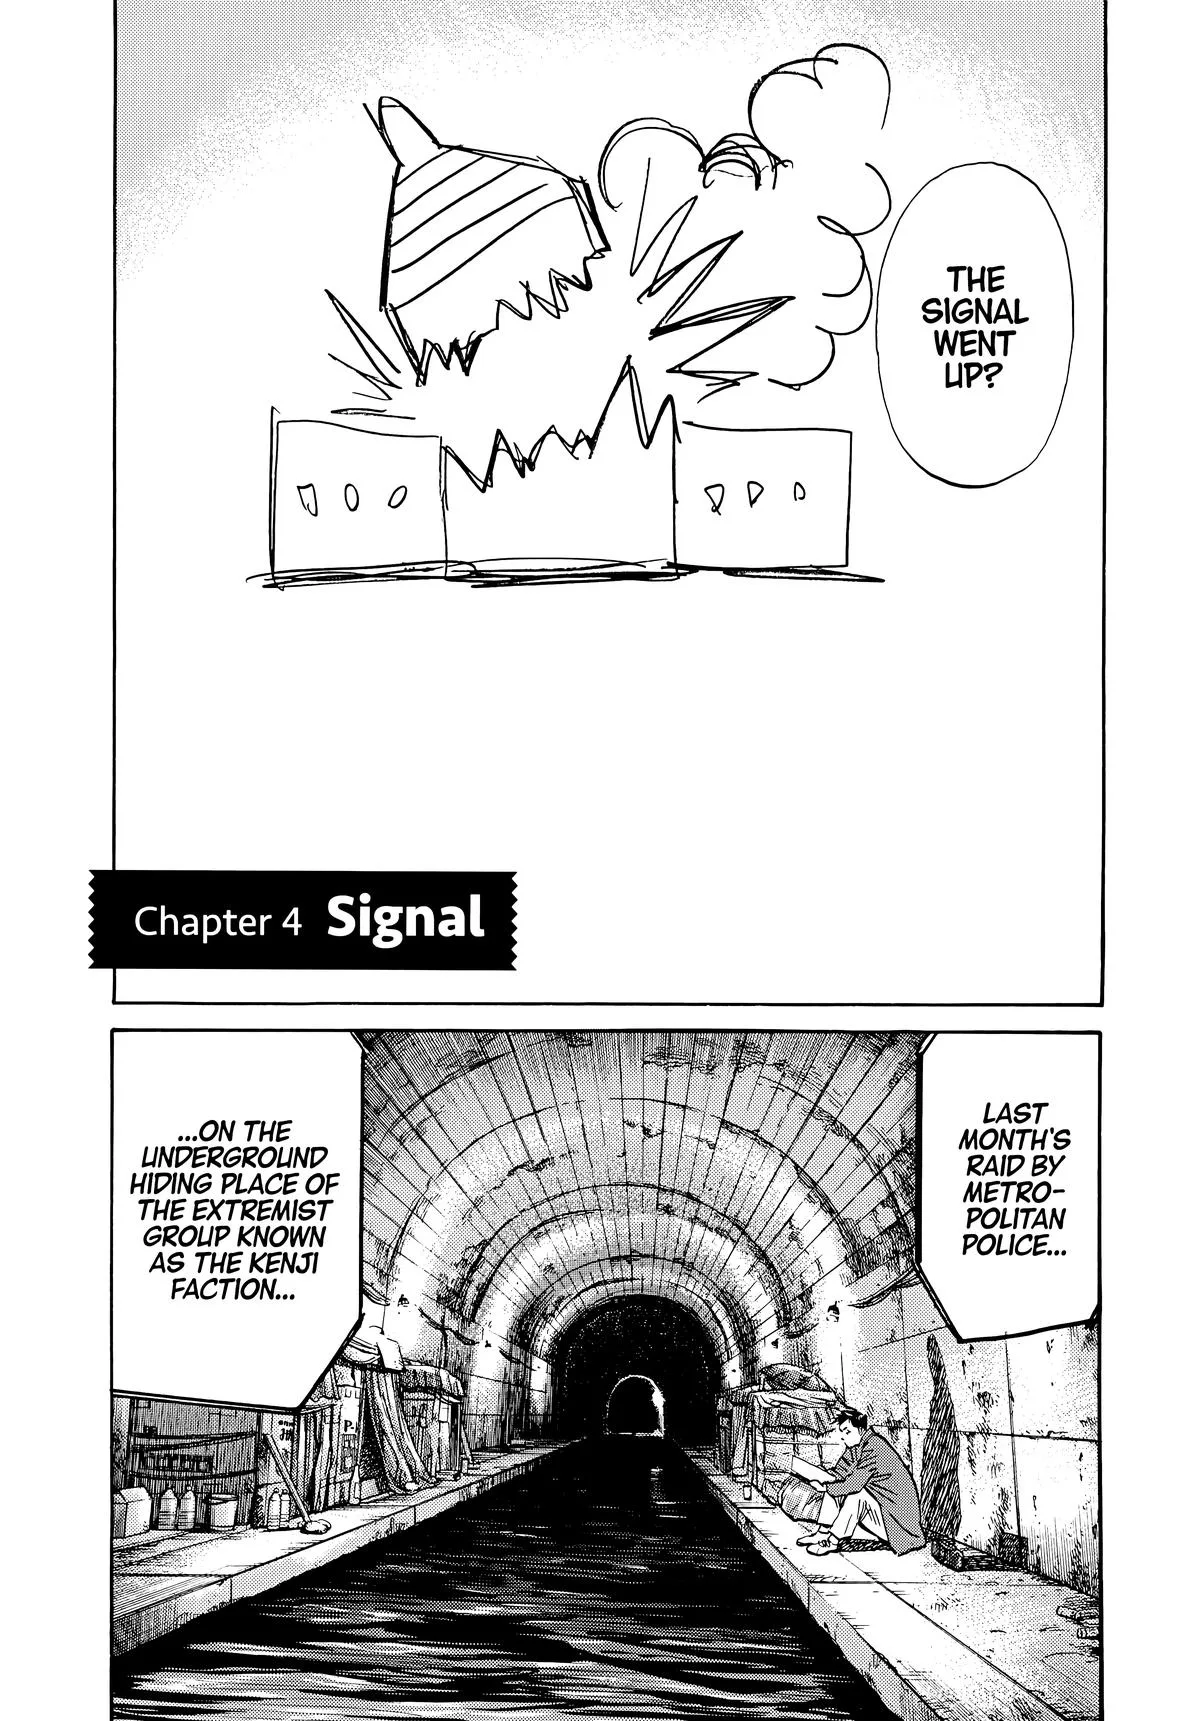 THE
SIGNAL
WENT
UP?
Chapter 4 Signal
LAST
MONTH'S
RAID BY
METRO-
POLITAN
POLICE...
...ON THE
UNDERGROUND
HIDING PLACE OF
THE EXTREMIST
GROUP KNOWN
AS THE KENJI
FACTION...